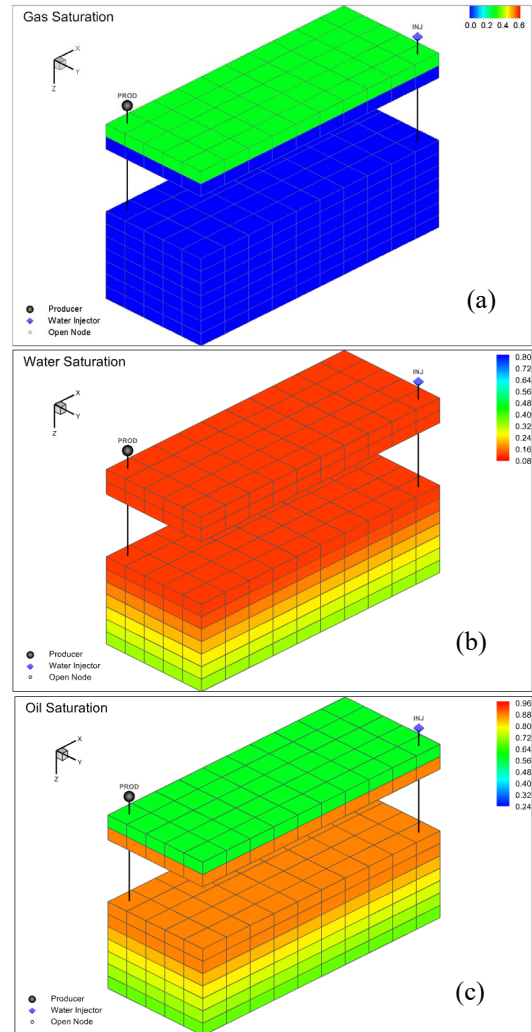 Gas Saturation
INJ
0.0 0.2 0.4 0.6
X
Y
Z
PROD
Producer
Water Injector
Open Node
(a)
Water Saturation
INJ
0.80
0.72
0.64
0.56
0.48
0.40
0.32
0.24
0.16
0.08
X
Y
Z
PROD
Producer
Water Injector
Open Node
(b)
Oil Saturation
INJ
0.96
0.88
0.80
0.72
0.64
0.56
0.48
0.40
0.32
0.24
X
Y
Z
PROD
Producer
Water Injector
Open Node
(c)